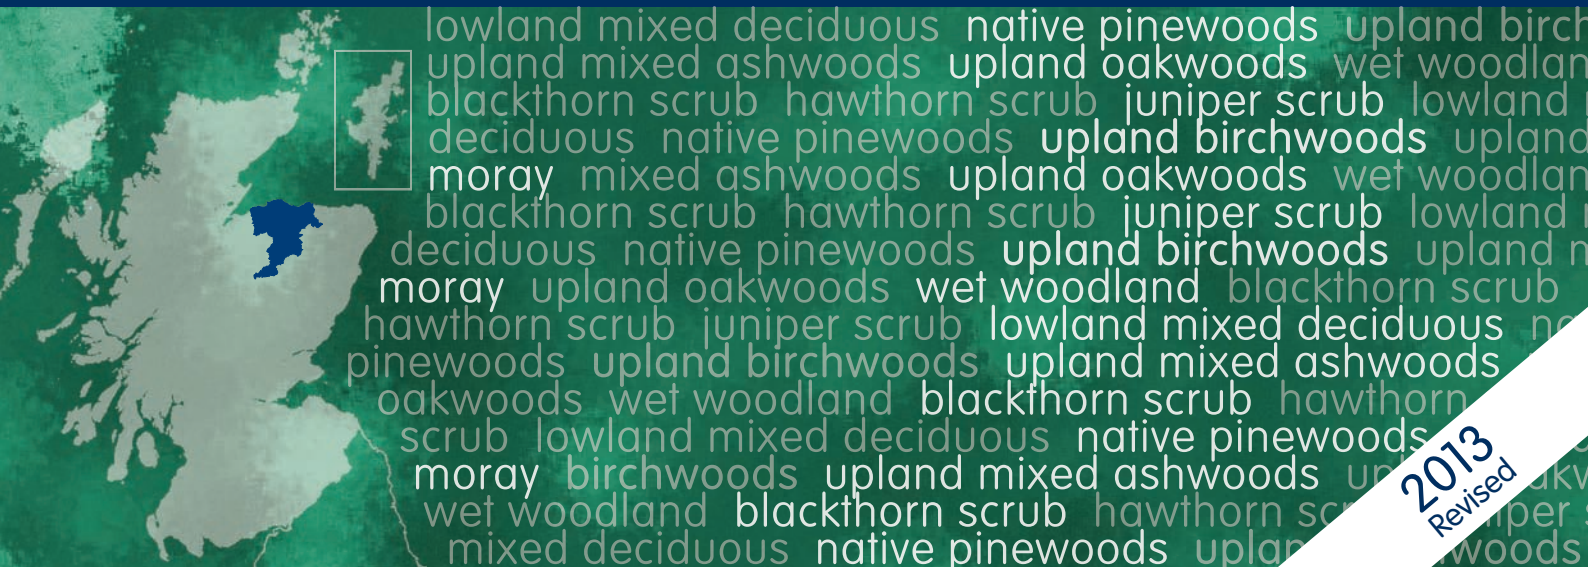 lowland mixed deciduous native pinewoods upland birch
upland mixed ashwoods upland oakwoods wet woodlan
blackthorn scrub hawthorn scrub juniper scrub lowland
deciduous native pinewoods upland birchwoods upland
moray mixed ashwoods upland oakwoods wet woodlan
blackthorn scrub hawthorn scrub juniper scrub lowland
deciduous native pinewoods upland birchwoods upland
moray upland oakwoods wet woodland blackthorn scrub
hawthorn scrub juniper scrub lowland mixed deciduous
pinewoods upland birchwoods upland mixed ashwoods
oakwoods wet woodland blackthorn scrub hawthorn
scrub lowland mixed deciduous native pinewoods
moray birchwoods upland mixed ashwoods
wet woodland blackthorn scrub hawthorn
mixed deciduous native pinewoods woods
2013
Revised